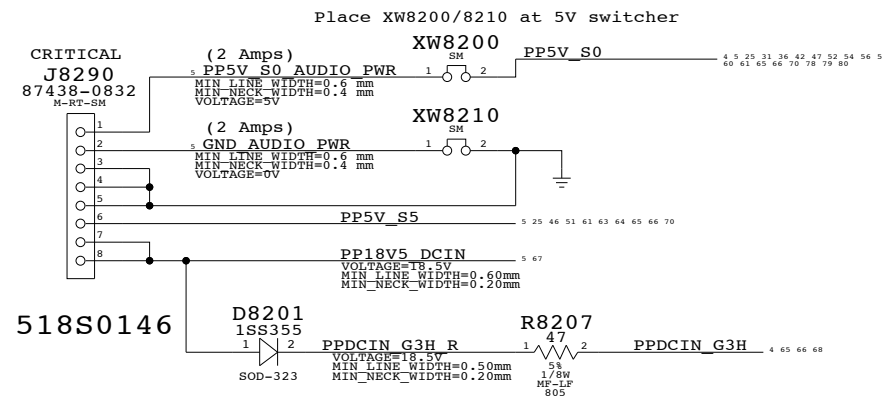 Place XW8200/8210 at 5V switcher
CRITICAL
J8290
87438-0832
M-RT-SM
(2 Amps)
5 PP5V_S0_AUDIO_PWR
MIN_LINE_WIDTH=0.6 mm
MIN_NECK_WIDTH=0.4 mm
VOLTAGE=5V
XW8200
SM
1 2
PP5V_S0
4 5 25 31 36 42 47 52 54 56 5
60 61 65 66 70 78 79 80
(2 Amps)
5 GND_AUDIO_PWR
MIN_LINE_WIDTH=0.6 mm
MIN_NECK_WIDTH=0.4 mm
VOLTAGE=0V
XW8210
SM
1 2
1
2
3
4
5
6
7
8
PP5V_S5
5 25 46 51 61 63 64 65 66 70
PP18V5_DCIN
5 67
VOLTAGE=18.5V
MIN_LINE_WIDTH=0.60mm
MIN_NECK_WIDTH=0.20mm
518S0146
D8201
1SS355
1 2
SOD-323
PPDCIN_G3H_R
VOLTAGE=18.5V
MIN_LINE_WIDTH=0.50mm
MIN_NECK_WIDTH=0.20mm
R8207
47
1 2
5%
1/8W
MF-LF
805
PPDCIN_G3H
4 65 66 68